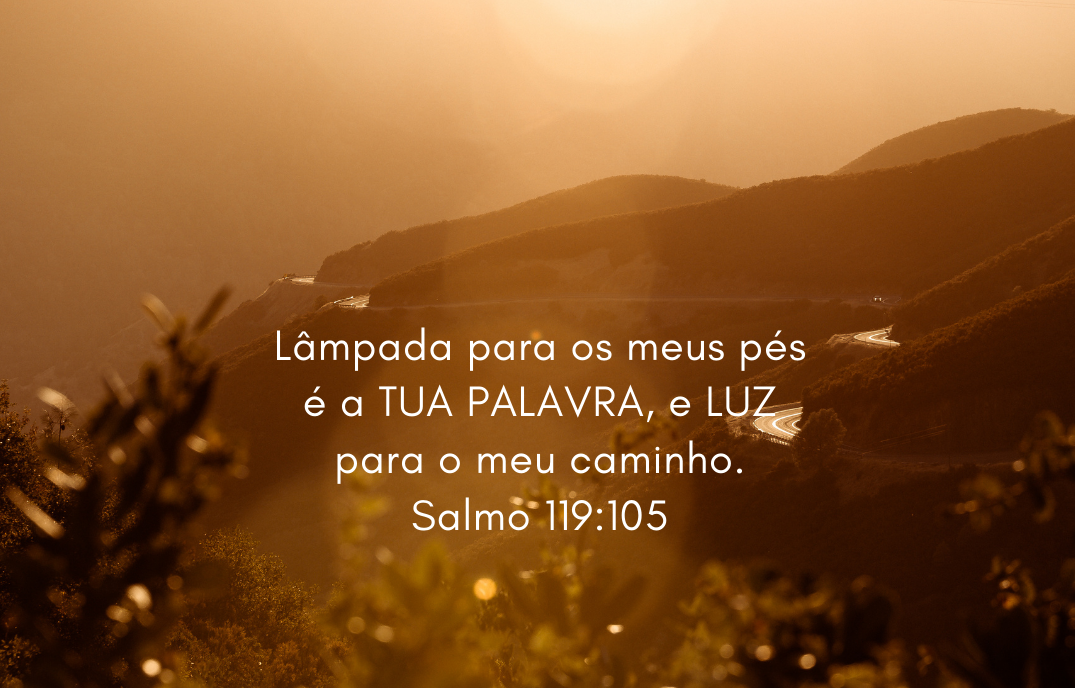 Lâmpada para os meus pés
é a TUA PALAVRA, e LUZ
para o meu caminho.
Salmo 119:105